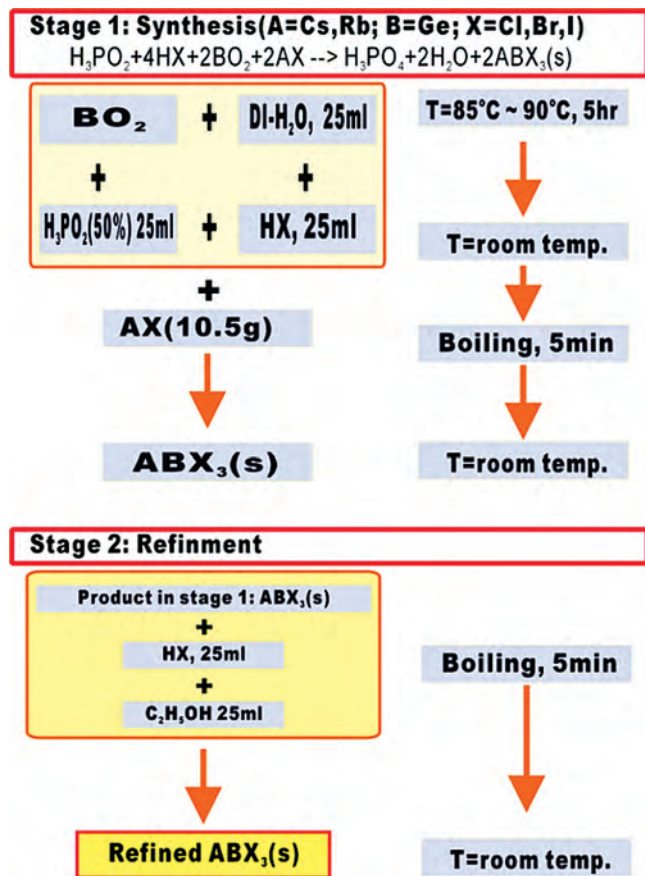 Stage 1: Synthesis(A=Cs,Rb; B=Ge; X=Cl,Br,I)
H₃PO₂+4HX+2BO₂+2AX --> H₃PO₄+2H₂O+2ABX₃(s)
BO₂ + DI-H₂O, 25ml
+ +
H₃PO₂(50%) 25ml + HX, 25ml
+
AX(10.5g)
ABX₃(s)
T=85°C ~ 90°C, 5hr
T=room temp.
Boiling, 5min
T=room temp.
Stage 2: Refinment
Product in stage 1: ABX₃(s)
+
HX, 25ml
+
C₂H₅OH 25ml
Refined ABX₃(s)
Boiling, 5min
T=room temp.